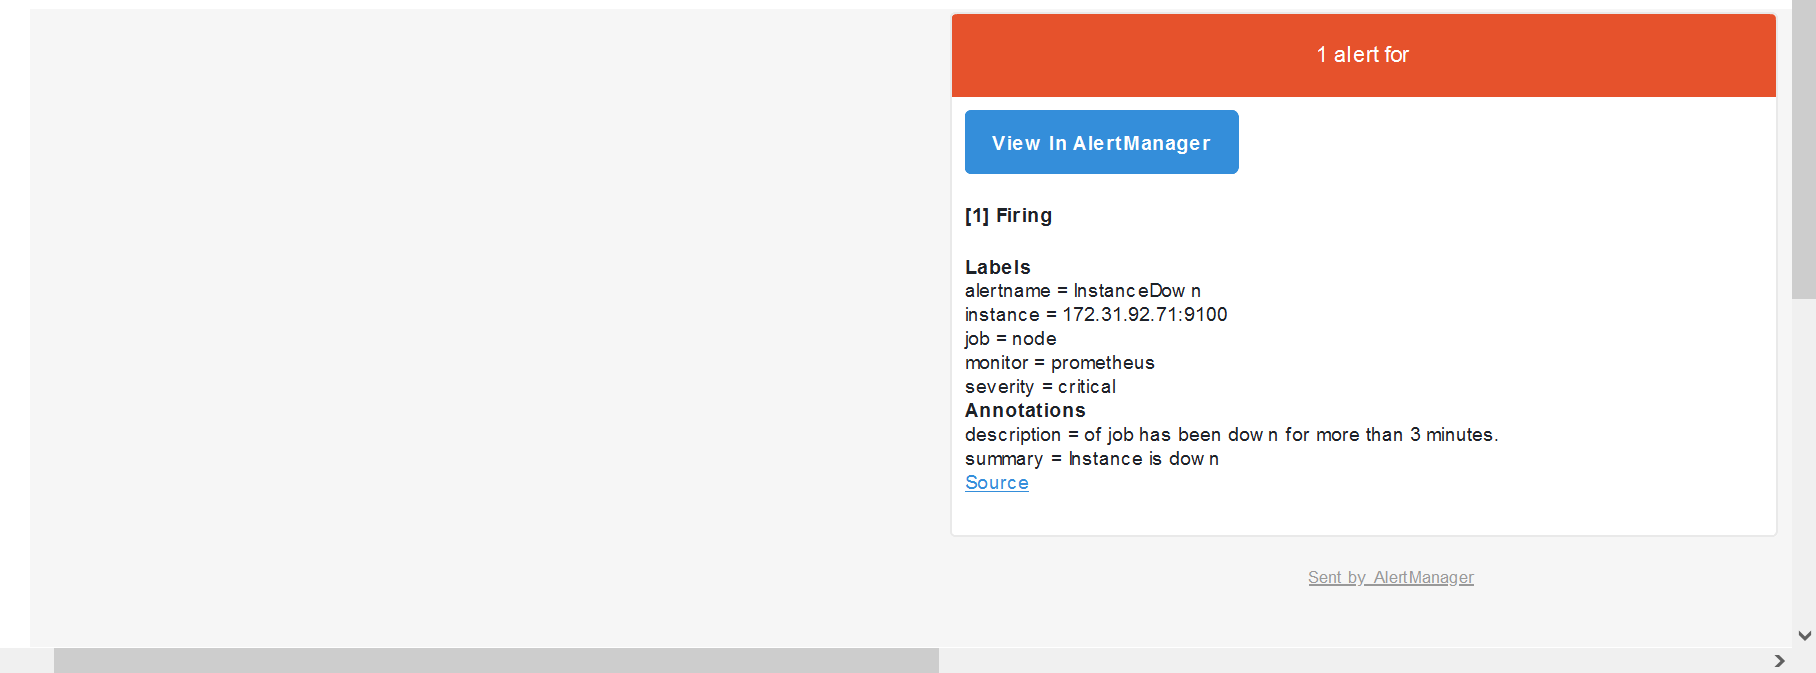 1 alert for
View In AlertManager
[1] Firing
Labels
alertname = InstanceDown
instance = 172.31.92.71:9100
job = node
monitor = prometheus
severity = critical
Annotations
description = of job has been down for more than 3 minutes.
summary = Instance is down
Source
Sent by AlertManager